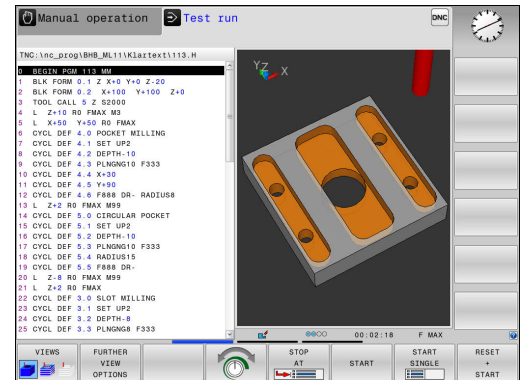 Manual operation
Test run
DNC
TNC:\nc_prog\BHB_ML11\Klartext\113.H
0 BEGIN PGM 113 MM
1 BLK FORM 0.1 Z X+0 Y+0 Z-20
2 BLK FORM 0.2 X+100 Y+100 Z+0
3 TOOL CALL 5 Z S2000
4 L Z+10 R0 FMAX M3
5 L X+50 Y+50 R0 FMAX
6 CYCL DEF 4.0 POCKET MILLING
7 CYCL DEF 4.1 SET UP2
8 CYCL DEF 4.2 DEPTH-10
9 CYCL DEF 4.3 PLNGNG10 F333
10 CYCL DEF 4.4 X+30
11 CYCL DEF 4.5 Y+90
12 CYCL DEF 4.6 F888 DR- RADIUS8
13 L Z+2 R0 FMAX M99
14 CYCL DEF 5.0 CIRCULAR POCKET
15 CYCL DEF 5.1 SET UP2
16 CYCL DEF 5.2 DEPTH-10
17 CYCL DEF 5.3 PLNGNG10 F333
18 CYCL DEF 5.4 RADIUS15
19 CYCL DEF 5.5 F888 DR-
20 L Z-8 R0 FMAX M99
21 L Z+2 R0 FMAX
22 CYCL DEF 3.0 SLOT MILLING
23 CYCL DEF 3.1 SET UP2
24 CYCL DEF 3.2 DEPTH-8
25 CYCL DEF 3.3 PLNGNG8 F333
YZ X
00:02:18 F MAX
VIEWS
FURTHER
VIEW
OPTIONS
STOP
AT
START
START
SINGLE
RESET
+
START